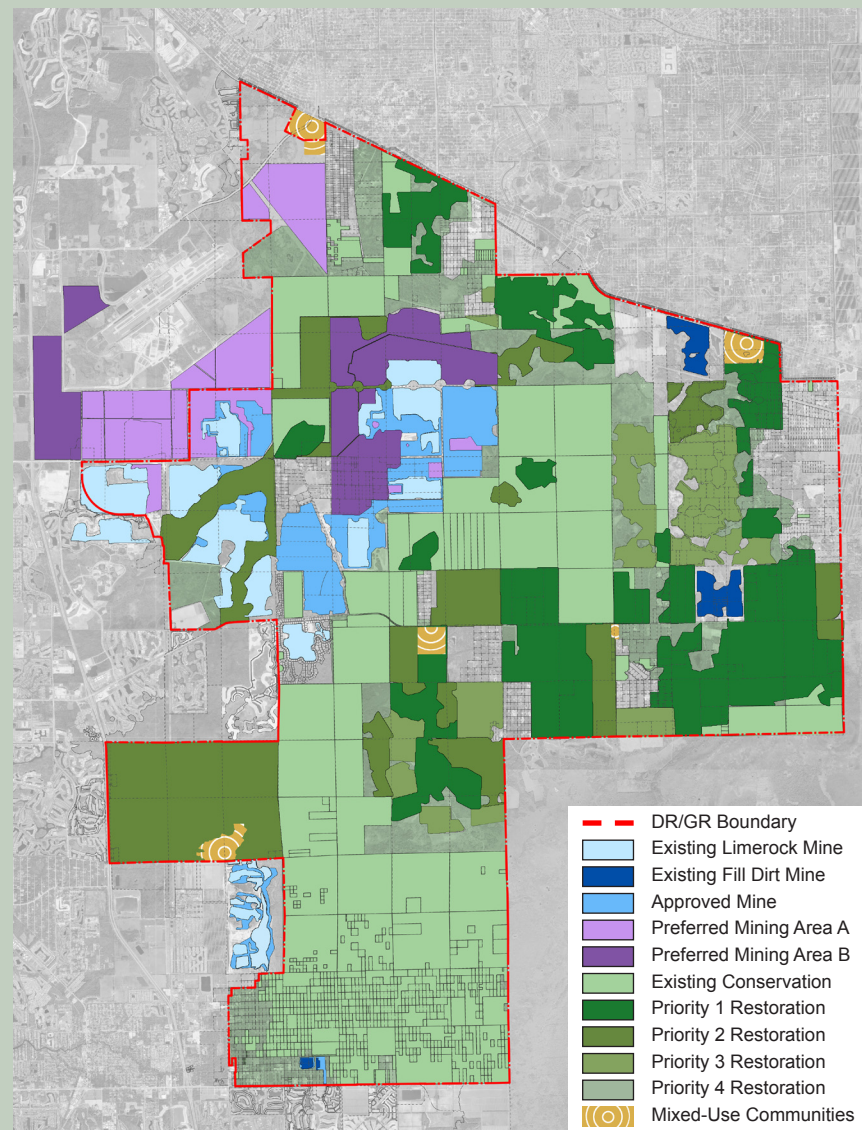 DR/GR Boundary
Existing Limerock Mine
Existing Fill Dirt Mine
Approved Mine
Preferred Mining Area A
Preferred Mining Area B
Existing Conservation
Priority 1 Restoration
Priority 2 Restoration
Priority 3 Restoration
Priority 4 Restoration
Mixed-Use Communities